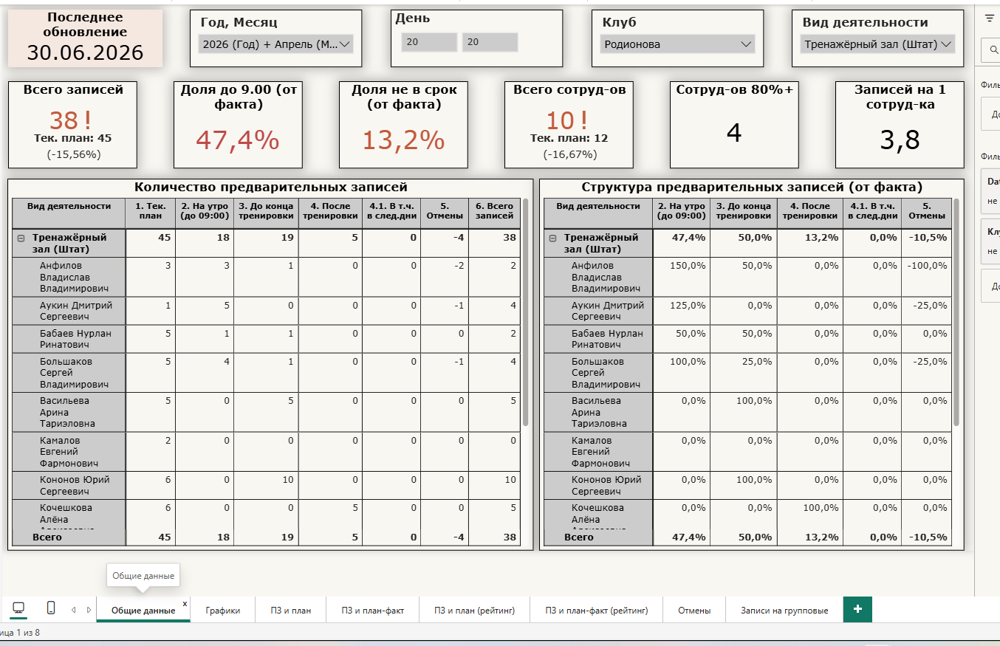 Последнее
обновление
30.06.2026
Год, Месяц
2026 (Год) + Апрель (М...
День
20 20
Клуб
Родионова
Вид деятельности
Тренажёрный зал (Штат)
Всего записей
38 !
Тек. план: 45
(-15,56%)
Доля до 9.00 (от
факта)
47,4%
Доля не в срок
(от факта)
13,2%
Всего сотруд-ов
10 !
Тек. план: 12
(-16,67%)
Сотруд-ов 80%+
4
Записей на 1
сотруд-ка
3,8
Количество предварительных записей
Вид деятельности 1. Тек. план 2. На утро (до 09:00) 3. До конца тренировки 4. После тренировки 4.1. В т.ч. в след.дни 5. Отмены 6. Всего записей
Тренажёрный зал (Штат) 45 18 19 5 0 -4 38
Анфилов Владислав Владимирович 3 3 1 0 0 -2 2
Аукин Дмитрий Сергеевич 1 5 0 0 0 -1 4
Бабаев Нурлан Ринатович 5 1 1 0 0 0 2
Большаков Сергей Владимирович 5 4 1 0 0 -1 4
Васильева Арина Тариэловна 5 0 5 0 0 0 5
Камалов Евгений Фармонович 2 0 0 0 0 0 0
Кононов Юрий Сергеевич 6 0 10 0 0 0 10
Кочешкова Алёна 6 0 0 5 0 0 5
Всего 45 18 19 5 0 -4 38
Структура предварительных записей (от факта)
Вид деятельности 2. На утро (до 09:00) 3. До конца тренировки 4. После тренировки 4.1. В т.ч. в след.дни 5. Отмены
Тренажёрный зал (Штат) 47,4% 50,0% 13,2% 0,0% -10,5%
Анфилов Владислав Владимирович 150,0% 50,0% 0,0% 0,0% -100,0%
Аукин Дмитрий Сергеевич 125,0% 0,0% 0,0% 0,0% -25,0%
Бабаев Нурлан Ринатович 50,0% 50,0% 0,0% 0,0% 0,0%
Большаков Сергей Владимирович 100,0% 25,0% 0,0% 0,0% -25,0%
Васильева Арина Тариэловна 0,0% 100,0% 0,0% 0,0% 0,0%
Камалов Евгений Фармонович 0,0% 0,0% 0,0% 0,0% 0,0%
Кононов Юрий Сергеевич 0,0% 100,0% 0,0% 0,0% 0,0%
Кочешкова Алёна 0,0% 0,0% 100,0% 0,0% 0,0%
Всего 47,4% 50,0% 13,2% 0,0% -10,5%
Филь
До
Филь
Dat
не
Клу
не
До
Общие данные
Общие данные x
Графики
ПЗ и план
ПЗ и план-факт
ПЗ и план (рейтинг)
ПЗ и план-факт (рейтинг)
Отмены
Записи на групповые
+
ица 1 из 8